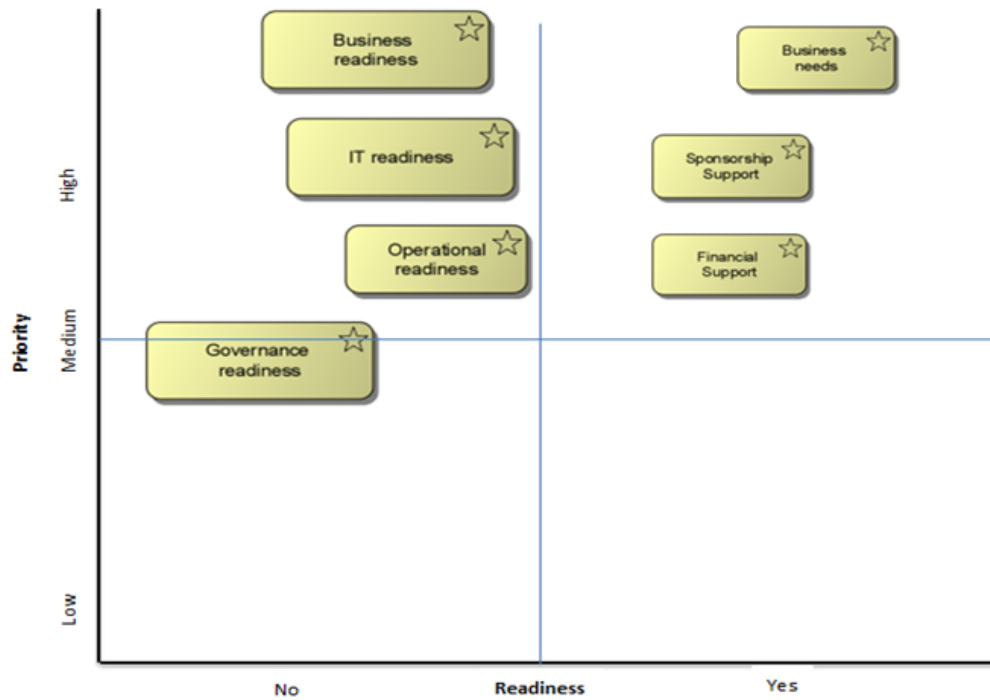 Business
readiness
Business
needs
IT readiness
Sponsorship
Support
High
Operational
readiness
Financial
Support
Priority
Medium
Governance
readiness
Low
No
Readiness
Yes